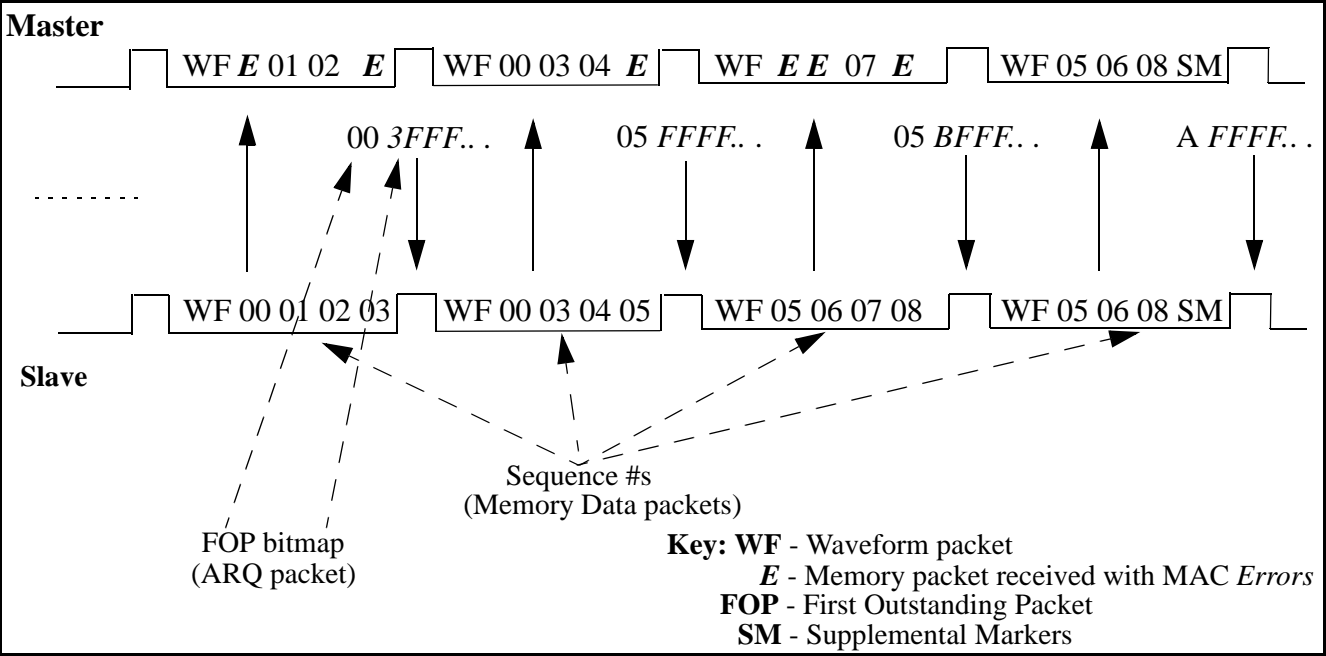 Master
WF E 01 02 E WF 00 03 04 E WF E E 07 E WF 05 06 08 SM
00 3FFF.. . 05 FFFF.. . 05 BFFF.. . A FFFF.. .
WF 00 01 02 03 WF 00 03 04 05 WF 05 06 07 08 WF 05 06 08 SM
Slave
Sequence #s
(Memory Data packets)
FOP bitmap
(ARQ packet)
Key: WF - Waveform packet
E - Memory packet received with MAC Errors
FOP - First Outstanding Packet
SM - Supplemental Markers